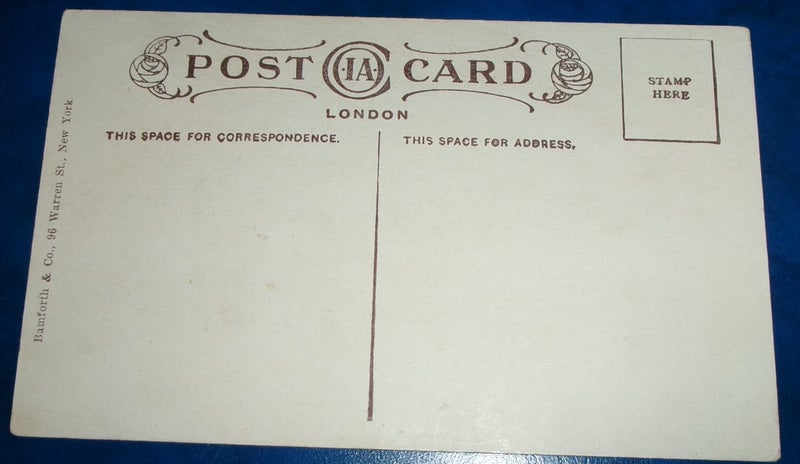 POST CARD
·IA·
LONDON
THIS SPACE FOR CORRESPONDENCE.
THIS SPACE FOR ADDRESS.
STAMP
HERE
Bamforth & Co., 96 Warren St., New York